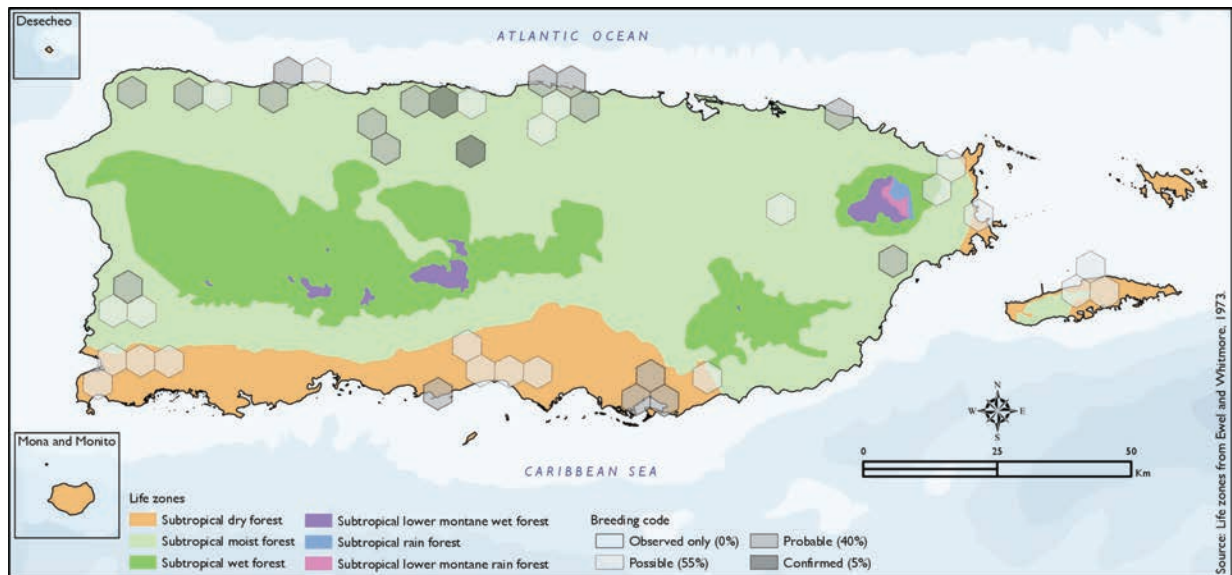 Desecheo
ATLANTIC OCEAN
Mona and Monito
CARIBBEAN SEA
N
W E
S
0 25 50
Km
Life zones
Subtropical dry forest
Subtropical moist forest
Subtropical wet forest
Subtropical lower montane wet forest
Subtropical rain forest
Subtropical lower montane rain forest
Breeding code
Observed only (0%)
Possible (55%)
Probable (40%)
Confirmed (5%)
Source: Life zones from Ewel and Whitmore, 1973.